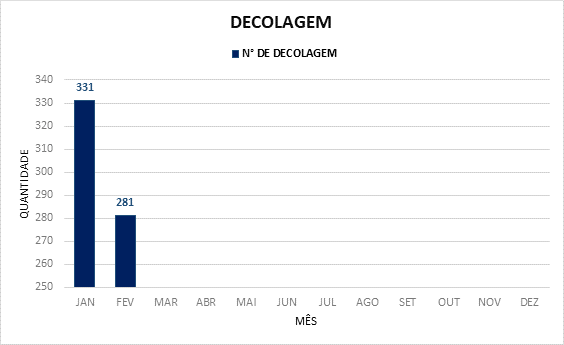 DECOLAGEM
N° DE DECOLAGEM
QUANTIDADE
340
330
320
310
300
290
280
270
260
250
331
281
JAN FEV MAR ABR MAI JUN JUL AGO SET OUT NOV DEZ
MÊS